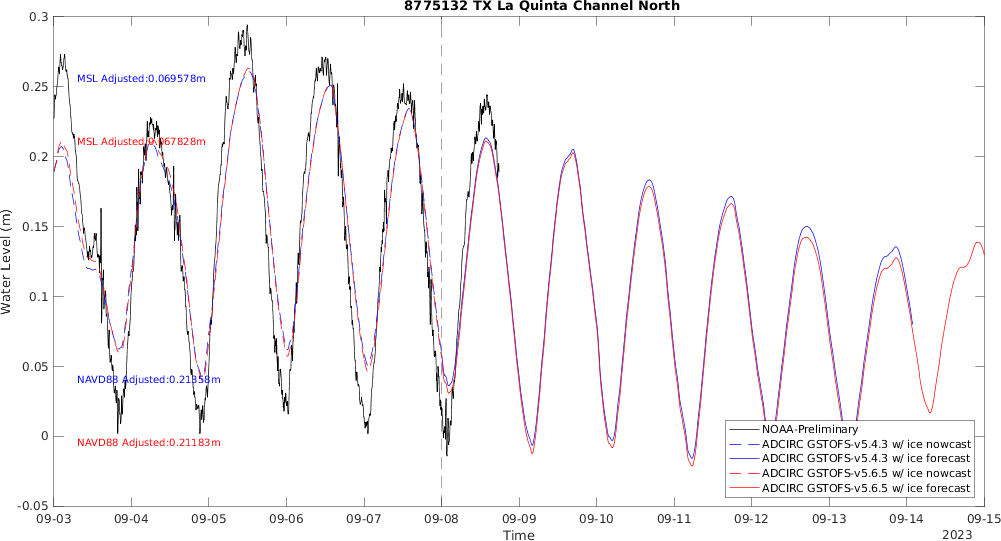 8775132 TX La Quinta Channel North
0.3
0.25
0.2
0.15
0.1
0.05
0
-0.05
Water Level (m)
MSL Adjusted:0.069578m
MSL Adjusted:0.067828m
NAVD88 Adjusted:0.21358m
NAVD88 Adjusted:0.21183m
NOAA-Preliminary
ADCIRC GSTOFS-v5.4.3 w/ ice nowcast
ADCIRC GSTOFS-v5.4.3 w/ ice forecast
ADCIRC GSTOFS-v5.6.5 w/ ice nowcast
ADCIRC GSTOFS-v5.6.5 w/ ice forecast
09-03 09-04 09-05 09-06 09-07 09-08 09-09 09-10 09-11 09-12 09-13 09-14 09-15
Time
2023